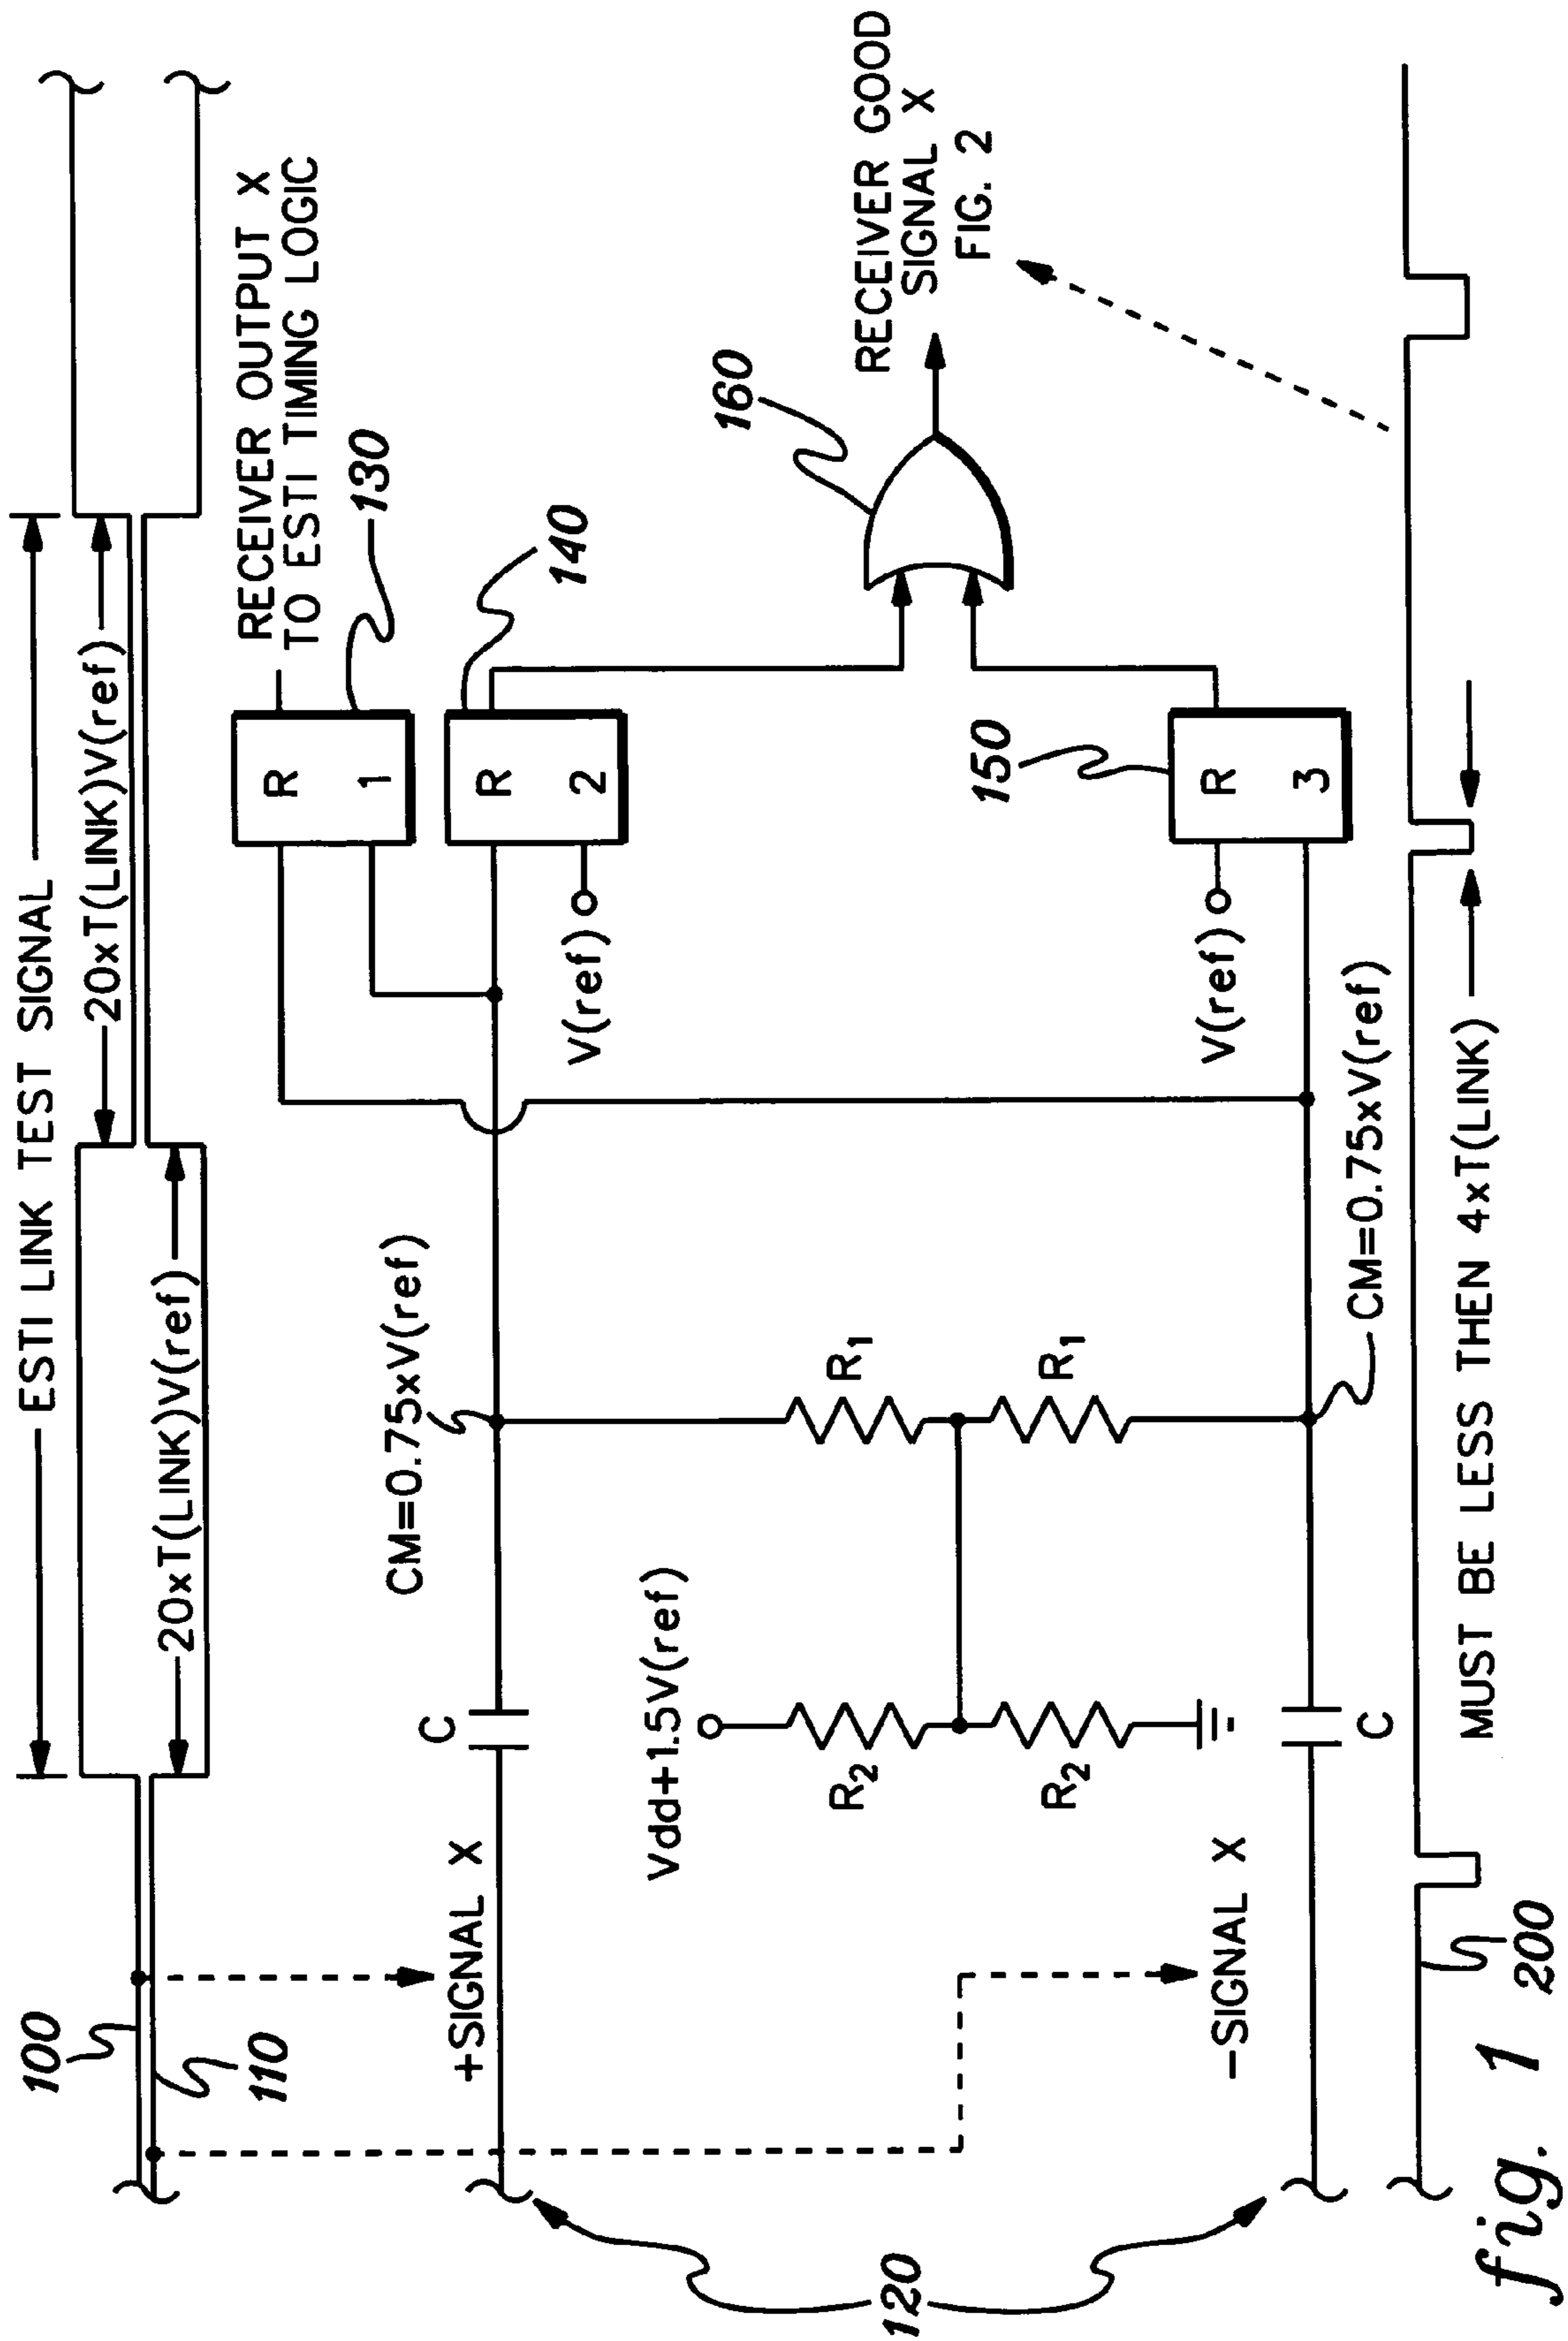 ESTI LINK TEST SIGNAL
20xT(LINK)V(ref)
20xT(LINK)V(ref)
100
110
RECEIVER OUTPUT X
TO ESTI TIMING LOGIC
130
R
1
140
R
2
V(ref)
+SIGNAL X
C
CM=0.75xV(ref)
Vdd+1.5V(ref)
R2
R2
R1
R1
160
RECEIVER GOOD
SIGNAL X
FIG. 2
150
R
3
V(ref)
-SIGNAL X
C
CM=0.75xV(ref)
120
MUST BE LESS THEN 4xT(LINK)
200
fig. 1